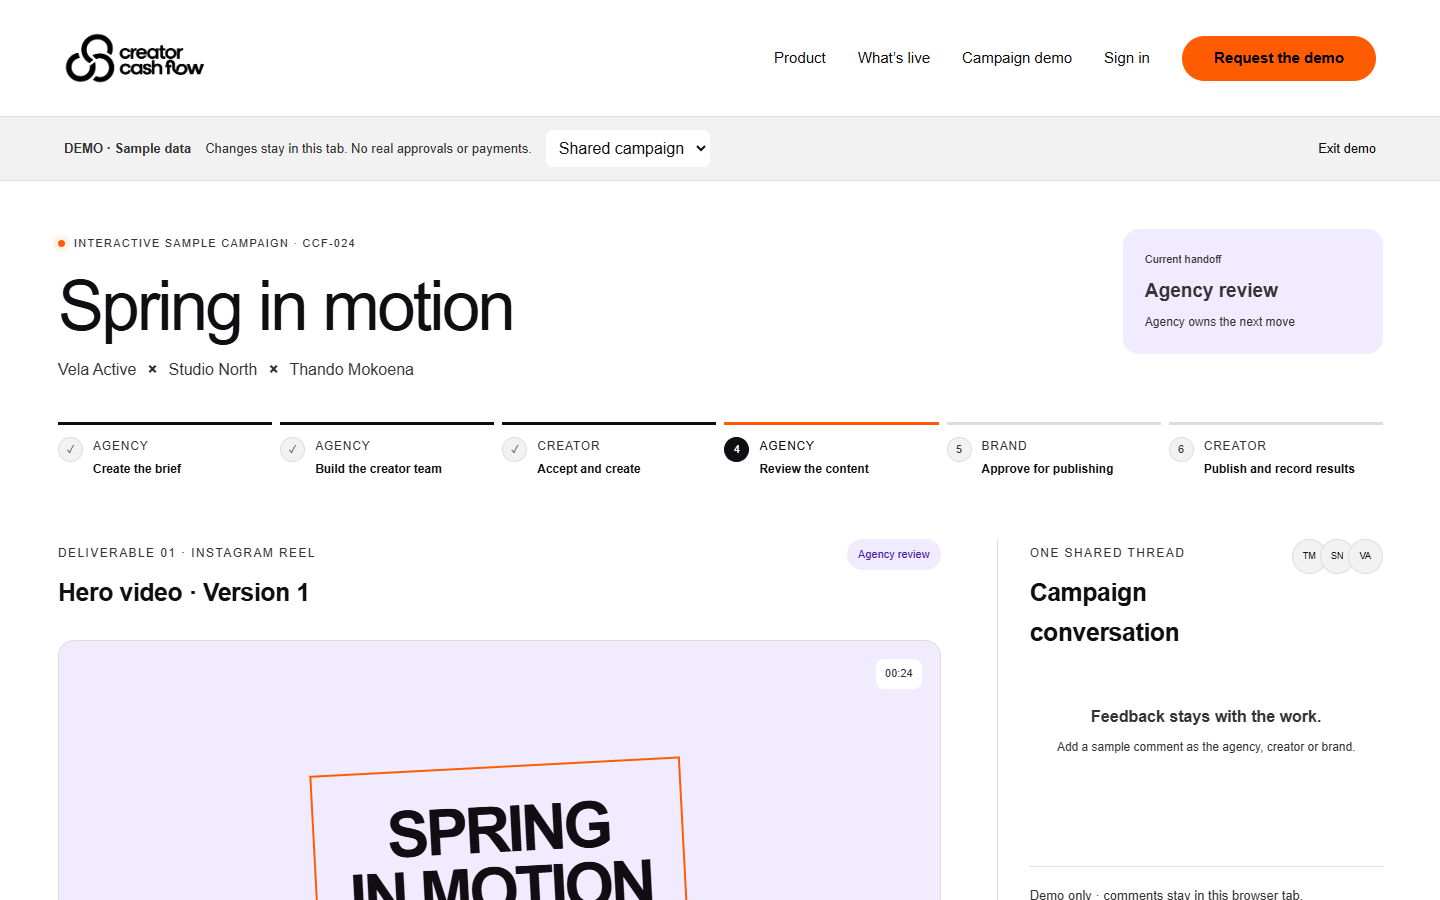 creator
cash flow
Product
What's live
Campaign demo
Sign in
Request the demo
DEMO · Sample data
Changes stay in this tab. No real approvals or payments.
Shared campaign
Exit demo
INTERACTIVE SAMPLE CAMPAIGN · CCF-024
Spring in motion
Vela Active × Studio North × Thando Mokoena
Current handoff
Agency review
Agency owns the next move
✓ AGENCY
Create the brief
✓ AGENCY
Build the creator team
✓ CREATOR
Accept and create
4 AGENCY
Review the content
5 BRAND
Approve for publishing
6 CREATOR
Publish and record results
DELIVERABLE 01 · INSTAGRAM REEL
Agency review
Hero video · Version 1
00:24
SPRING
IN MOTION
ONE SHARED THREAD
TM SN VA
Campaign
conversation
Feedback stays with the work.
Add a sample comment as the agency, creator or brand.
Demo only · comments stay in this browser tab.